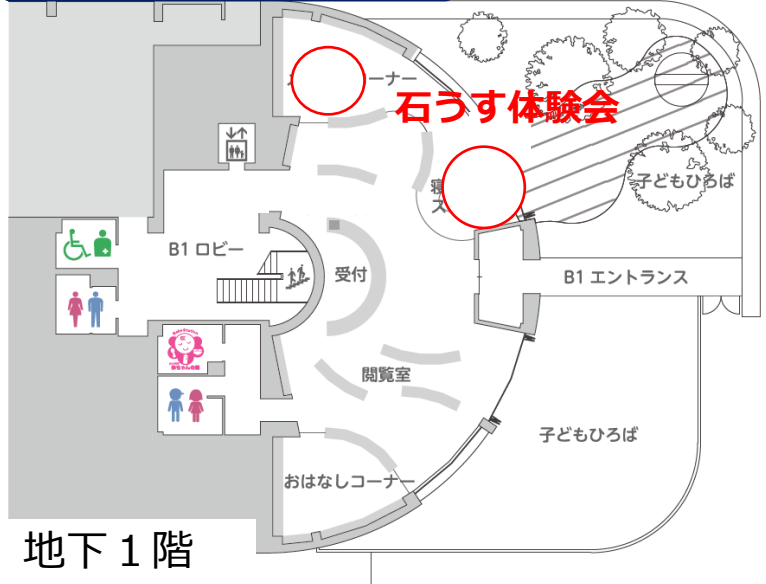 ーナー
石うす体験会
寝
ス
子どもひろば
B1 ロビー
受付
B1 エントランス
閲覧室
子どもひろば
おはなしコーナー
地下１階